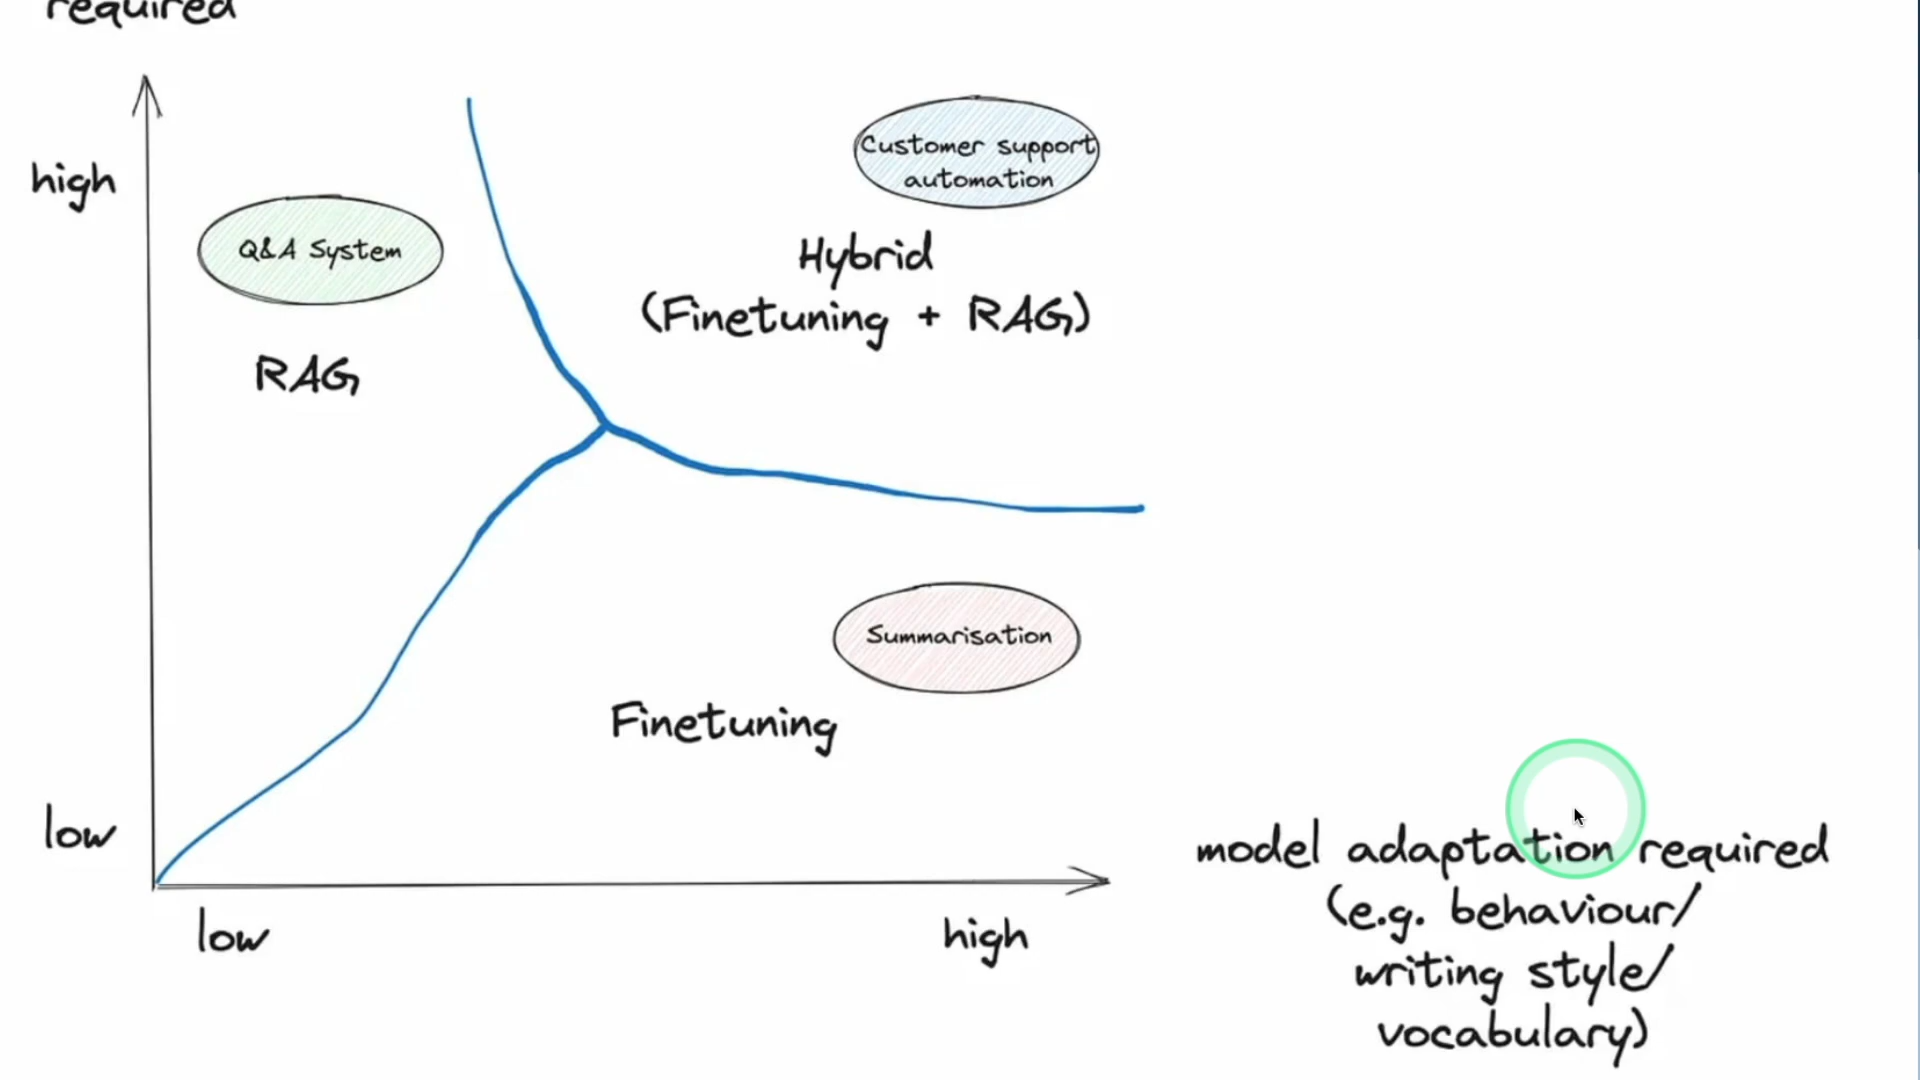 required
high
Customer support
automation
Q&A System
Hybrid
(Finetuning + RAG)
RAG
Summarisation
Finetuning
low
model adaptation required
(e.g. behaviour/
writing style/
vocabulary)
low
high